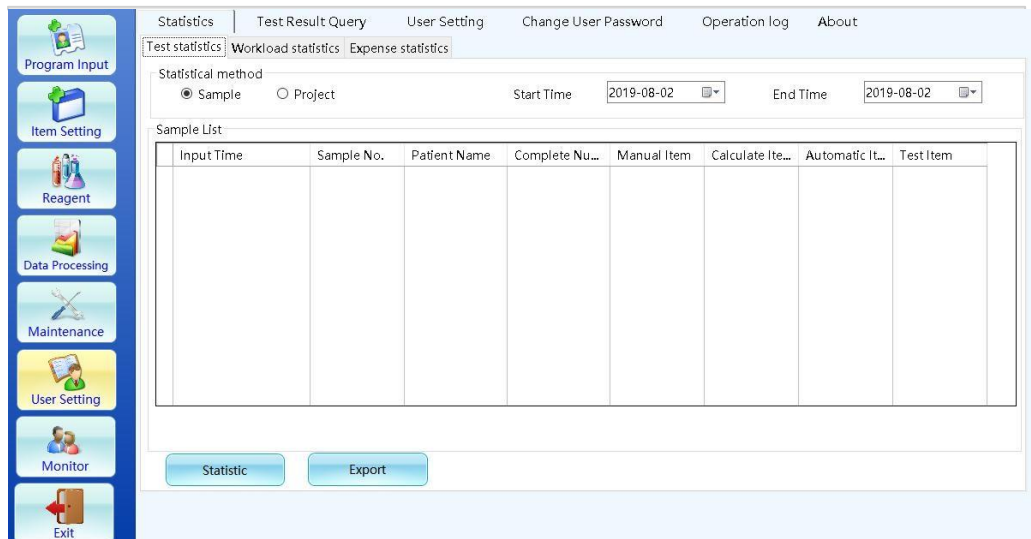 Program Input
Item Setting
Reagent
Data Processing
Maintenance
User Setting
Monitor
Exit
Statistics Test Result Query User Setting Change User Password Operation log About
Test statistics Workload statistics Expense statistics
Statistical method
Sample Project Start Time 2019-08-02 End Time 2019-08-02
Sample List
Input Time Sample No. Patient Name Complete Nu... Manual Item Calculate Ite... Automatic It... Test Item
Statistic Export